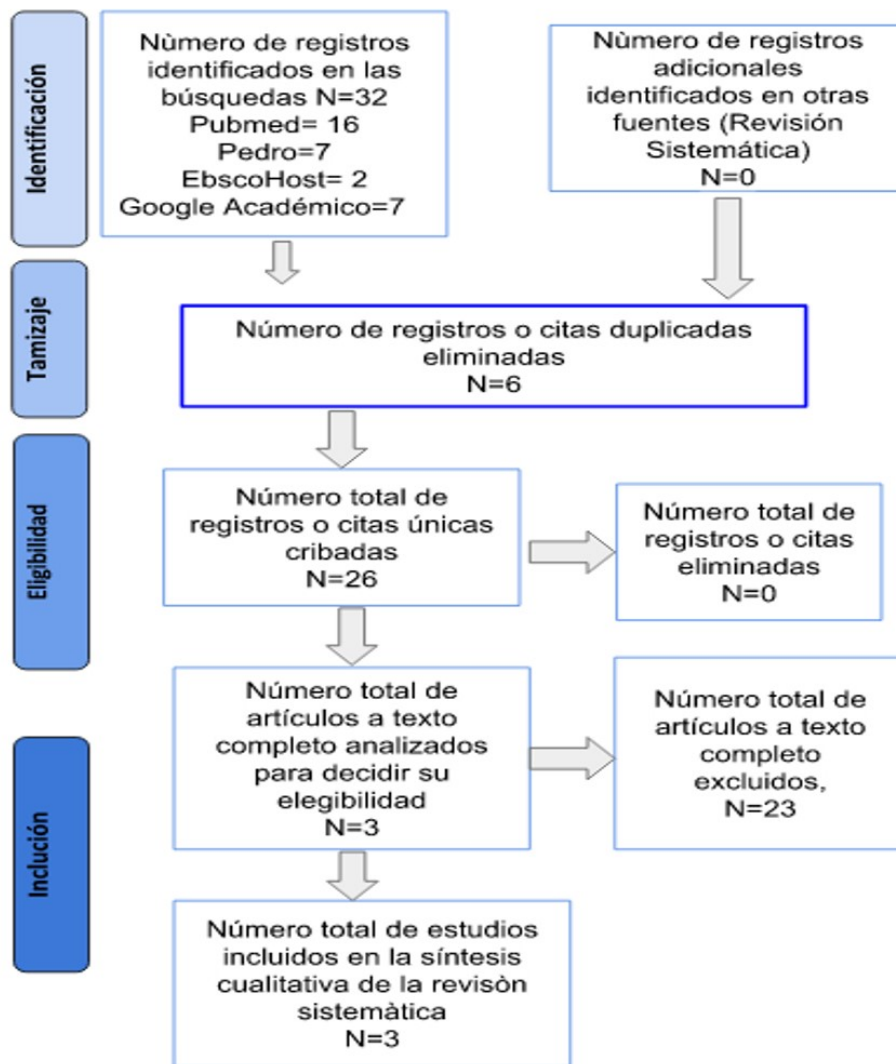 Identificación
Nùmero de registros
identificados en las
búsquedas N=32
Pubmed= 16
Pedro=7
EbscoHost= 2
Google Académico=7
Nùmero de registros
adicionales
identificados en otras
fuentes (Revisión
Sistemática)
N=0
Tamizaje
Número de registros o citas duplicadas
eliminadas
N=6
Eligibilidad
Número total de
registros o citas únicas
cribadas
N=26
Número total de
registros o citas
eliminadas
N=0
Número total de
artículos a texto
completo analizados
para decidir su
elegibilidad
N=3
Número total de
artículos a texto
completo
excluidos,
N=23
Inclución
Número total de estudios
incluidos en la síntesis
cualitativa de la revisòn
sistemàtica
N=3